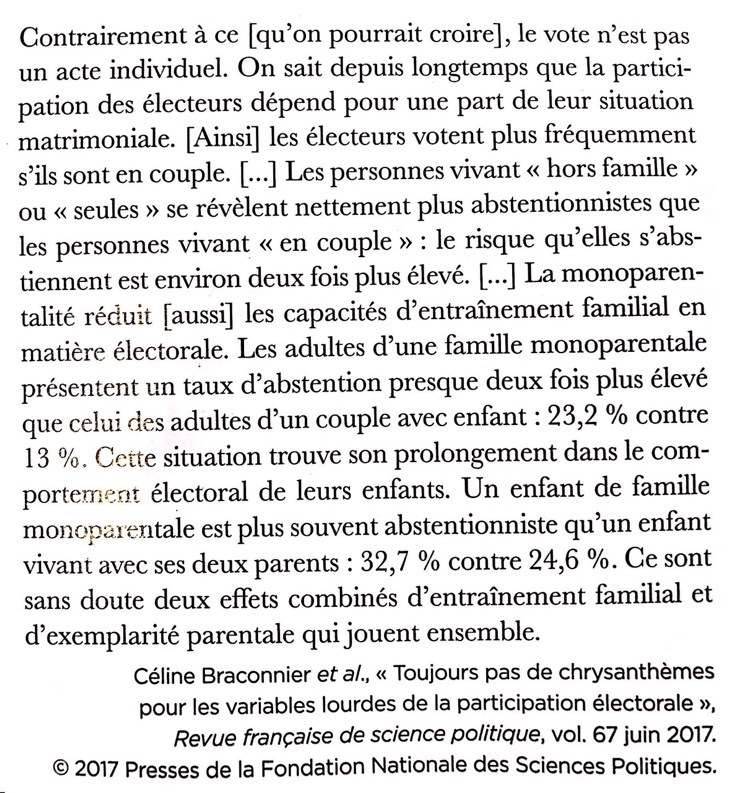 Contrairement à ce [qu'on pourrait croire], le vote n'est pas
un acte individuel. On sait depuis longtemps que la partici-
pation des électeurs dépend pour une part de leur situation
matrimoniale. [Ainsi] les électeurs votent plus fréquemment
s'ils sont en couple. [...] Les personnes vivant « hors famille »
ou « seules » se révèlent nettement plus abstentionnistes que
les personnes vivant « en couple » : le risque qu'elles s'abs-
tiennent est environ deux fois plus élevé. [...] La monoparen-
talité réduit [aussi] les capacités d'entraînement familial en
matière électorale. Les adultes d'une famille monoparentale
présentent un taux d'abstention presque deux fois plus élevé
que celui des adultes d'un couple avec enfant : 23,2 % contre
13 %. Cette situation trouve son prolongement dans le com-
portement électoral de leurs enfants. Un enfant de famille
monoparentale est plus souvent abstentionniste qu'un enfant
vivant avec ses deux parents : 32,7 % contre 24,6 %. Ce sont
sans doute deux effets combinés d'entraînement familial et
d'exemplarité parentale qui jouent ensemble.
Céline Braconnier et al., « Toujours pas de chrysanthèmes
pour les variables lourdes de la participation électorale »,
Revue française de science politique, vol. 67 juin 2017.
© 2017 Presses de la Fondation Nationale des Sciences Politiques.